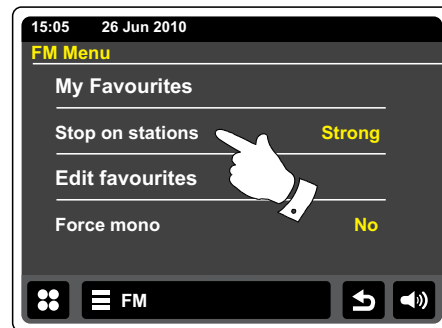 15:05 26 Jun 2010
FM Menu
My Favourites
Stop on stations Strong
Edit favourites
Force mono No
FM